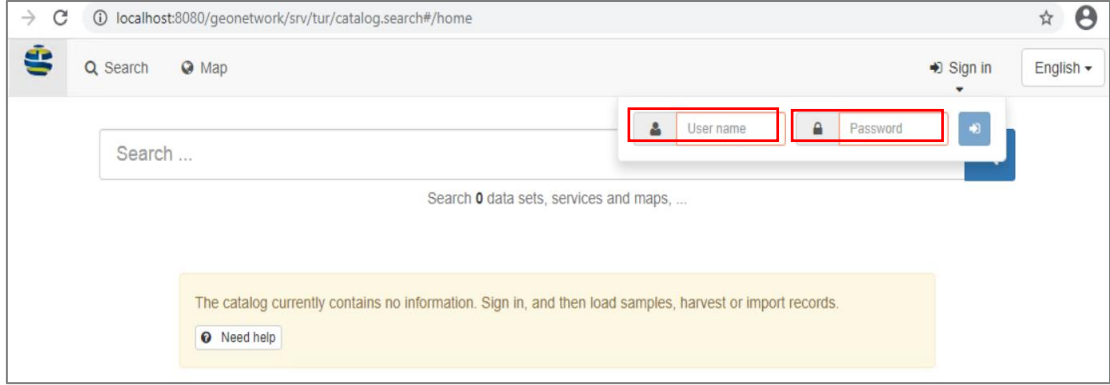 localhost:8080/geonetwork/srv/tur/catalog.search#/home
Search Map Sign in English
User name Password
Search ...
Search 0 data sets, services and maps, ...
The catalog currently contains no information. Sign in, and then load samples, harvest or import records.
Need help